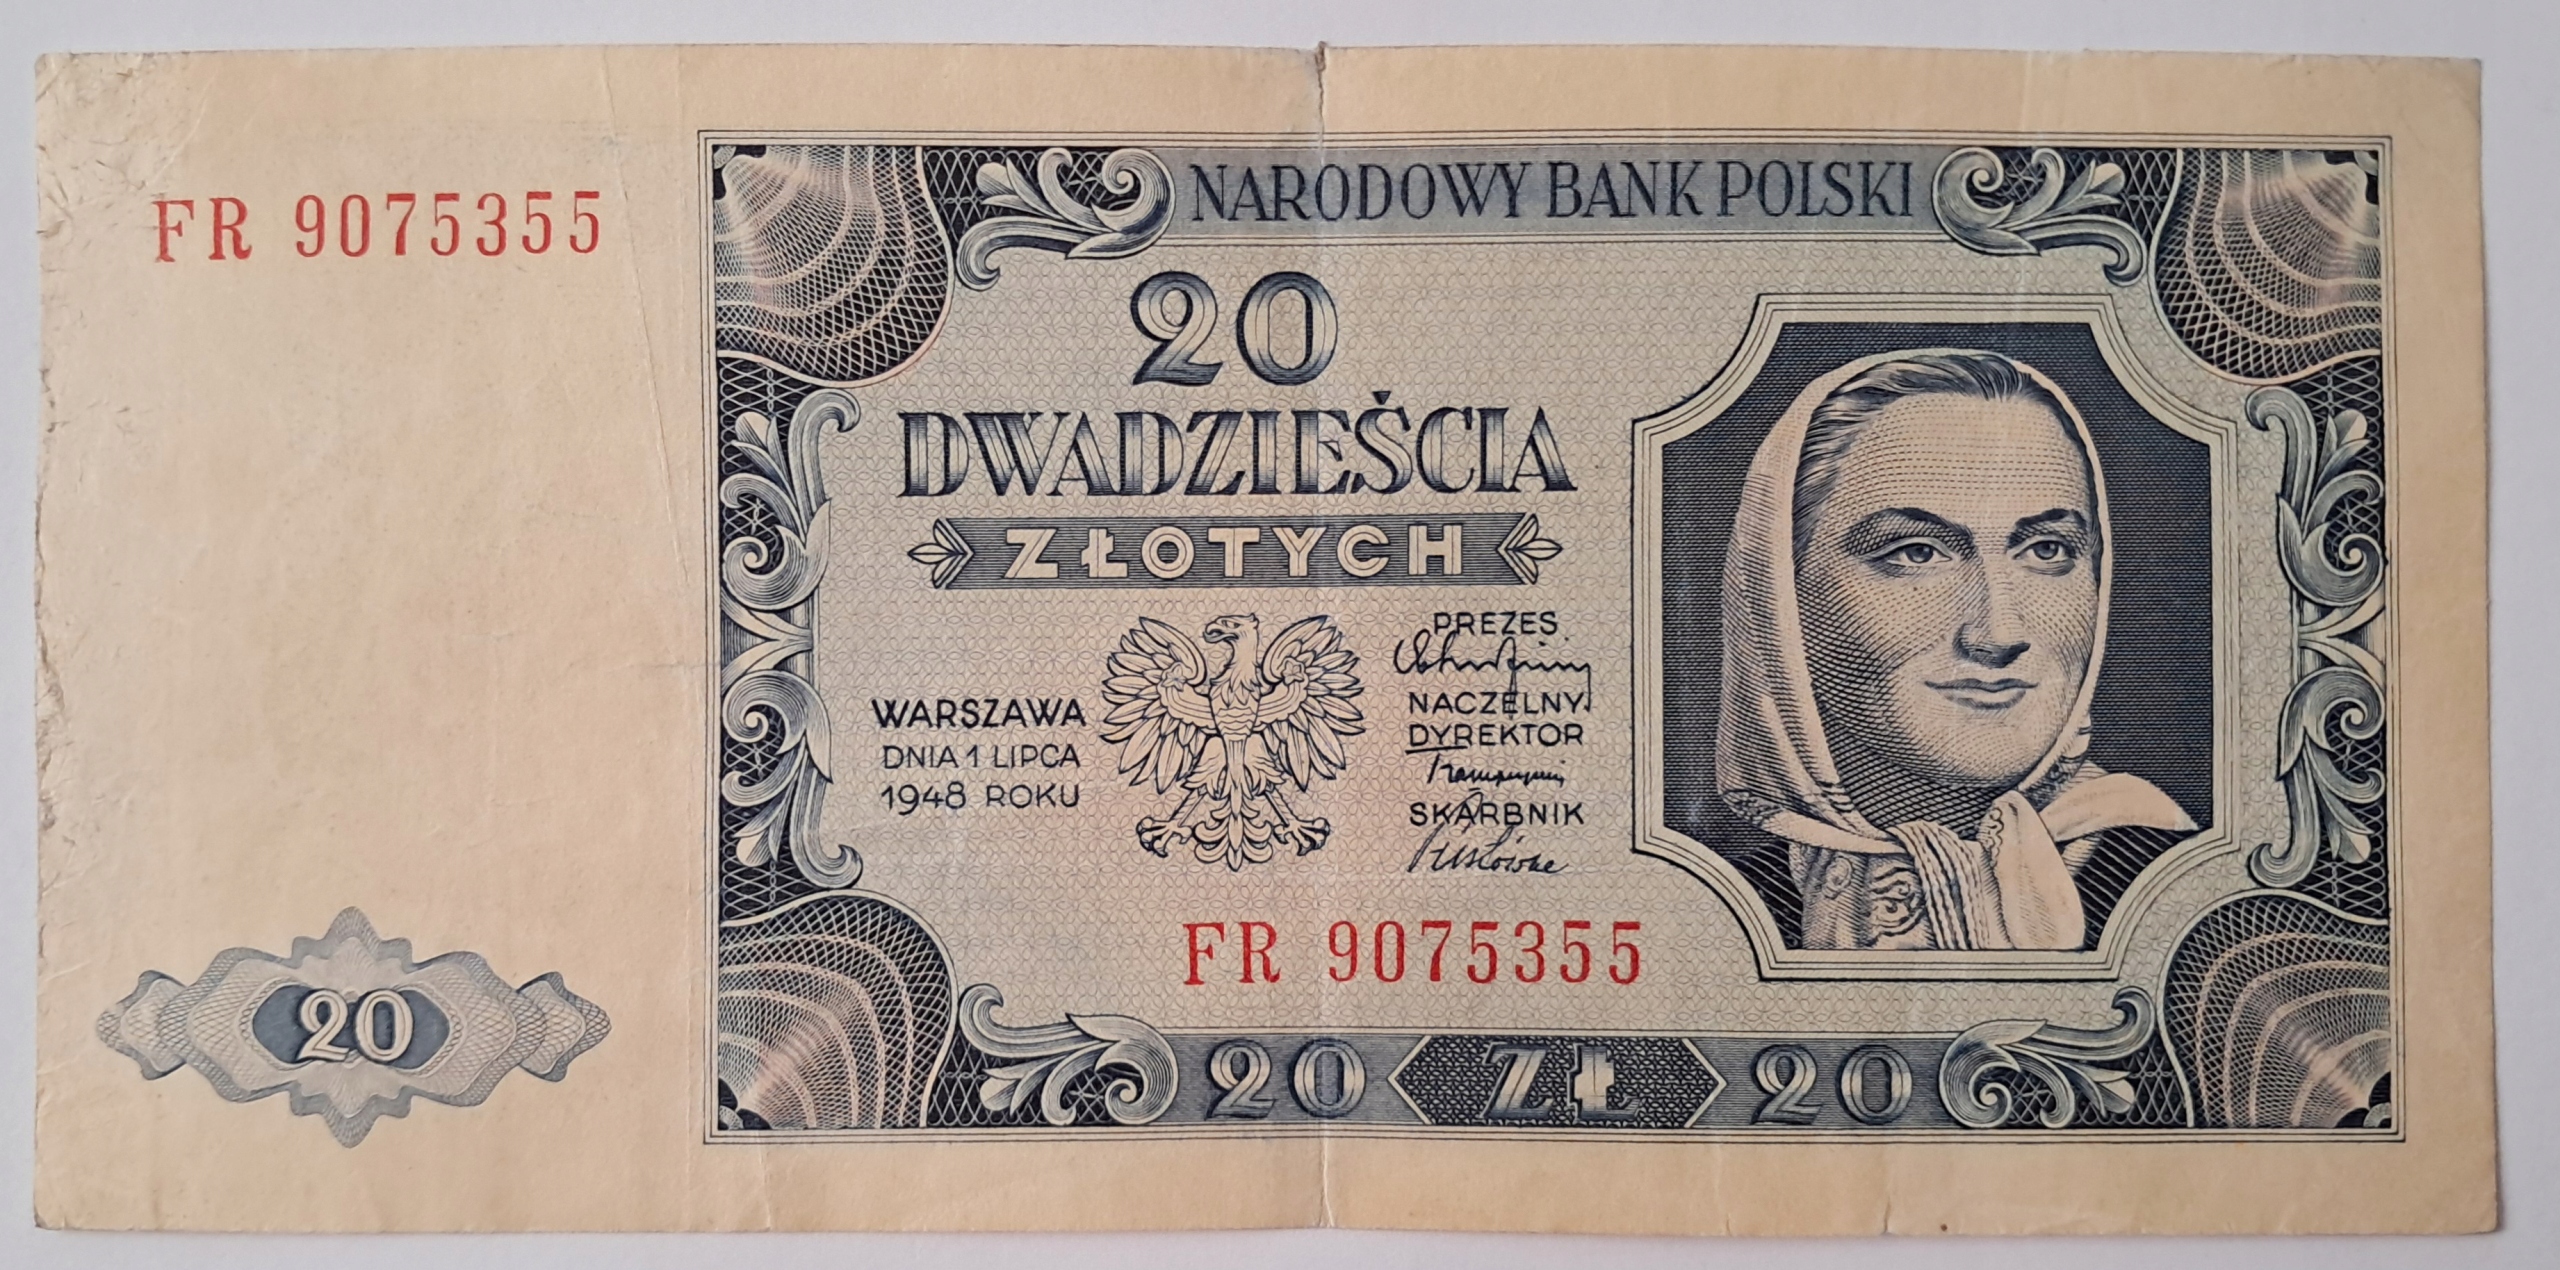 FR 9075355
NARODOWY BANK POLSKI
20
DWADZIEŚCIA
ZŁOTYCH
WARSZAWA
DNIA 1 LIPCA
1948 ROKU
PREZES
NACZELNY
DYREKTOR
SKARBNIK
FR 9075355
20
20 ZŁ 20